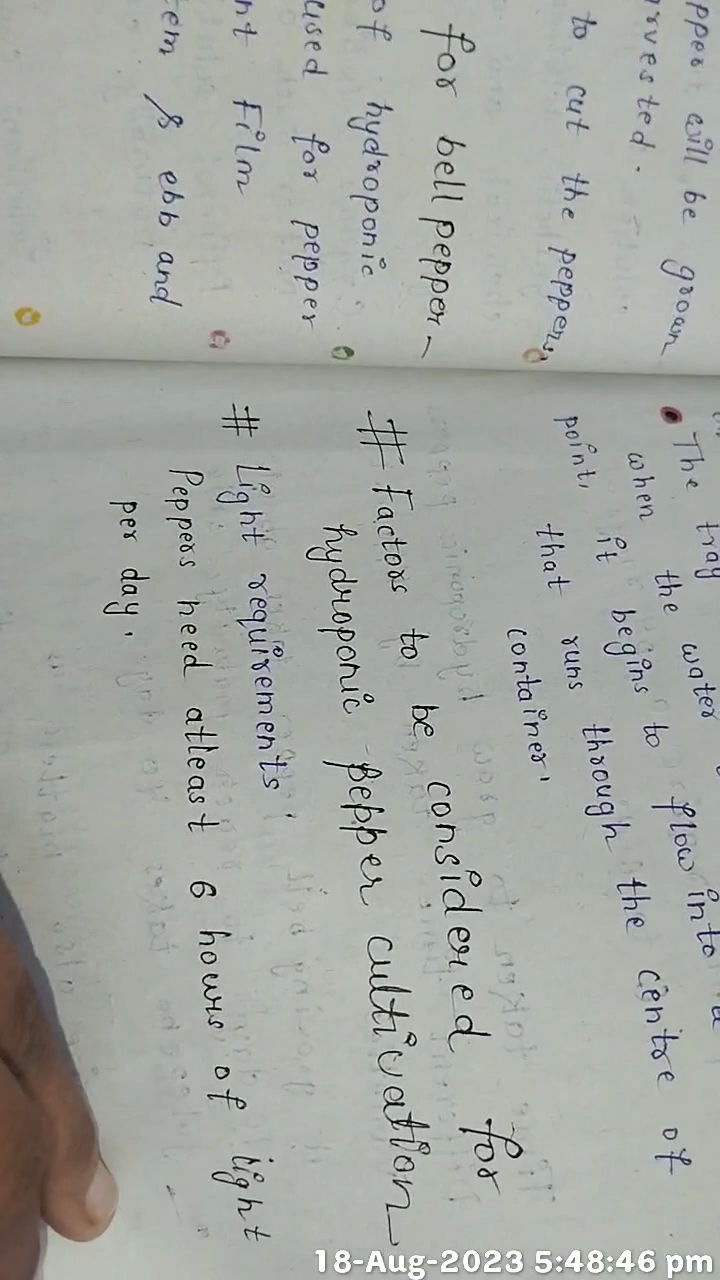 pper will be grown
rvested.
to cut the peppers,
for bell pepper -
of hydroponic
used for pepper
nt Film
tem & ebb and
The tray
when the water
it begins to flow into a
point, that runs through the centre of
container.
# Factors to be considered for
hydroponic pepper cultivation
# Light requirements.
Peppers need atleast 6 hours of light
per day.
18-Aug-2023 5:48:46 pm